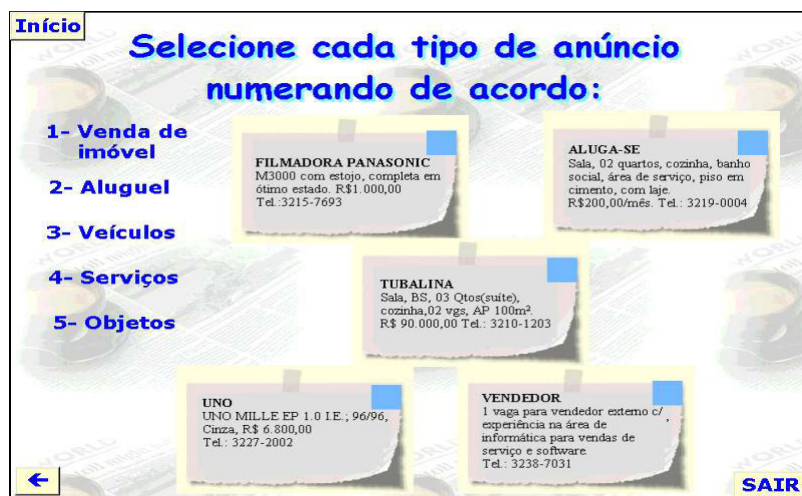 Início
Selecione cada tipo de anúncio
numerando de acordo:
1- Venda de
imóvel
2- Aluguel
3- Veículos
4- Serviços
5- Objetos
FILMADORA PANASONIC
M3000 com estojo, completa em
ótimo estado. R$1.000,00
Tel.:3215-7693
ALUGA-SE
Sala, 02 quartos, cozinha, banho
social, área de serviço, piso em
cimento, com laje.
R$200,00/mês. Tel.: 3219-0004
TUBALINA
Sala, BS, 03 Qtos(suíte),
cozinha,02 vgs, AP 100m².
R$ 90.000,00 Tel.: 3210-1203
UNO
UNO MILLE EP 1.0 I.E.; 96/96,
Cinza, R$ 6.800,00
Tel.: 3227-2002
VENDEDOR
1 vaga para vendedor externo c/ ,
experiência na área de
informática para vendas de
serviço e software.
Tel.: 3238-7031
←
SAIR